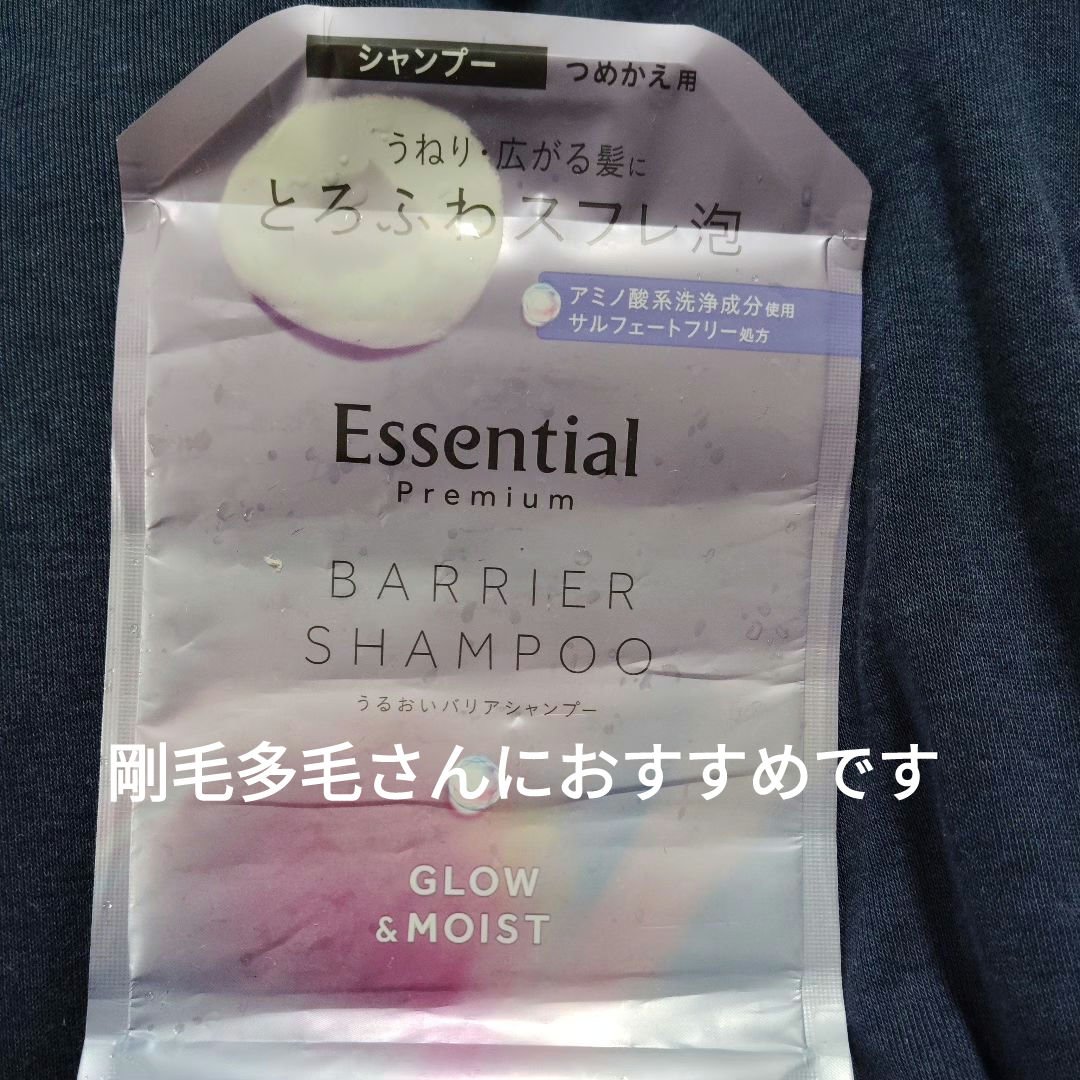 シャンプー つめかえ用
うねり・広がる髪に
とろふわスフレ泡
アミノ酸系洗浄成分使用
サルフェートフリー処方
Essential
Premium
BARRIER
SHAMPOO
うるおいバリアシャンプー
剛毛多毛さんにおすすめです
GLOW
&MOIST